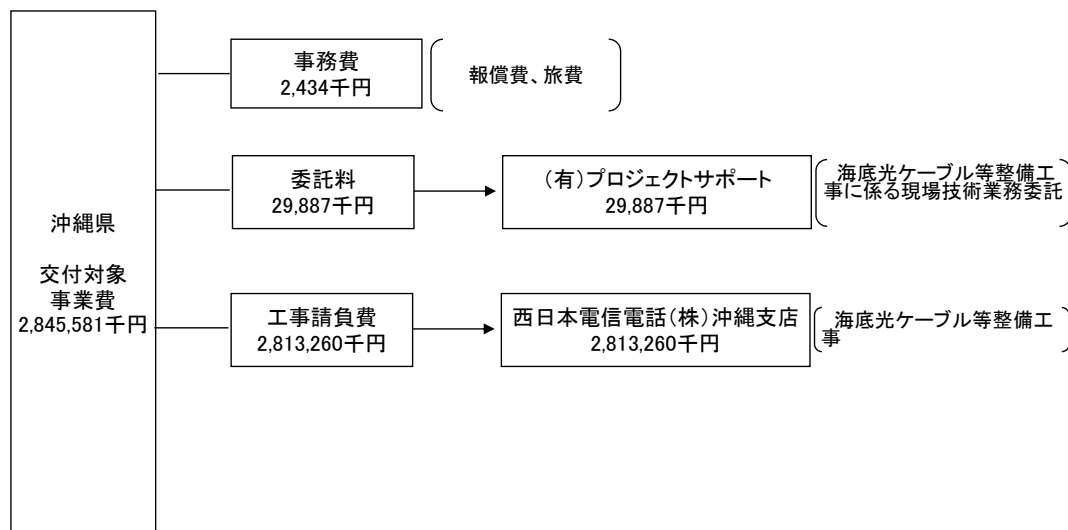 沖縄県
交付対象
事業費
2,845,581千円
事務費
2,434千円
報償費、旅費
委託料
29,887千円
(有)プロジェクトサポート
29,887千円
海底光ケーブル等整備工
事に係る現場技術業務委託
工事請負費
2,813,260千円
西日本電信電話(株)沖縄支店
2,813,260千円
海底光ケーブル等整備工
事